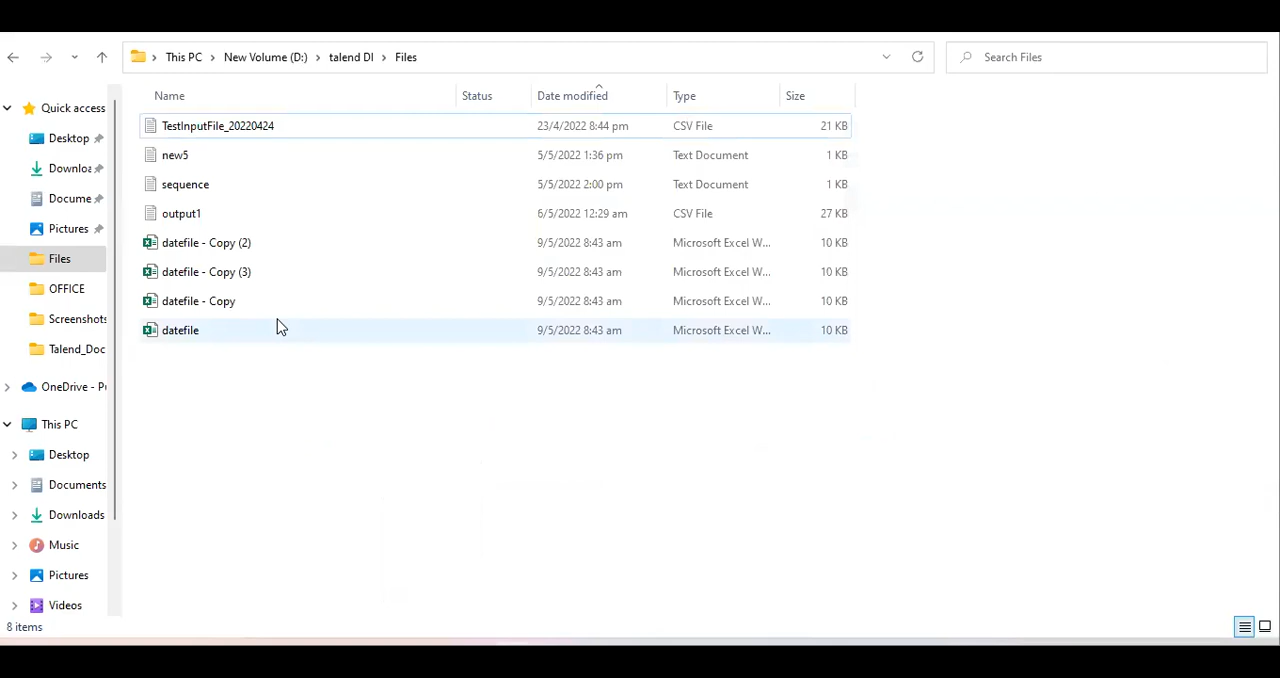 This PC > New Volume (D:) > talend DI > Files
Search Files
Name Status Date modified Type Size
TestInputFile_20220424 23/4/2022 8:44 pm CSV File 21 KB
new5 5/5/2022 1:36 pm Text Document 1 KB
sequence 5/5/2022 2:00 pm Text Document 1 KB
output1 6/5/2022 12:29 am CSV File 27 KB
datefile - Copy (2) 9/5/2022 8:43 am Microsoft Excel W... 10 KB
datefile - Copy (3) 9/5/2022 8:43 am Microsoft Excel W... 10 KB
datefile - Copy 9/5/2022 8:43 am Microsoft Excel W... 10 KB
datefile 9/5/2022 8:43 am Microsoft Excel W... 10 KB
Quick access
Desktop
Downloa
Docume
Pictures
Files
OFFICE
Screenshots
Talend_Doc
OneDrive - Pe
This PC
Desktop
Documents
Downloads
Music
Pictures
Videos
8 items